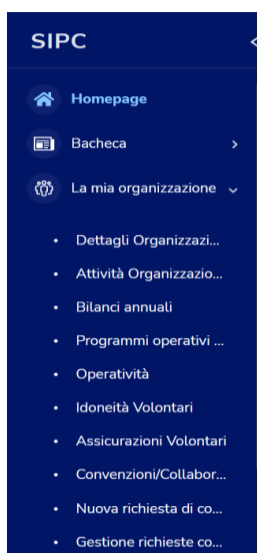 SIPC
Homepage
Bacheca
La mia organizzazione
Dettagli Organizzazi...
Attività Organizzazio...
Bilanci annuali
Programmi operativi ...
Operatività
Idoneità Volontari
Assicurazioni Volontari
Convenzioni/Collabor...
Nuova richiesta di co...
Gestione richieste co...